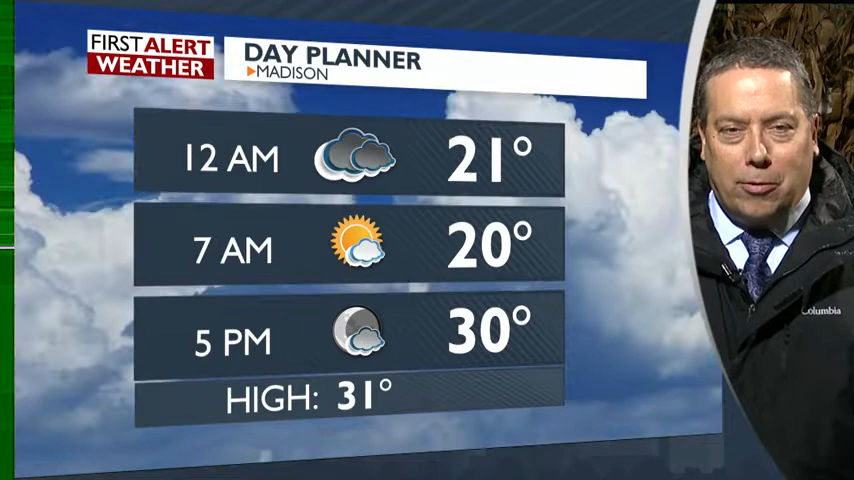 FIRST ALERT
WEATHER
DAY PLANNER
MADISON
12 AM 21°
7 AM 20°
5 PM 30°
HIGH: 31°
Columbia